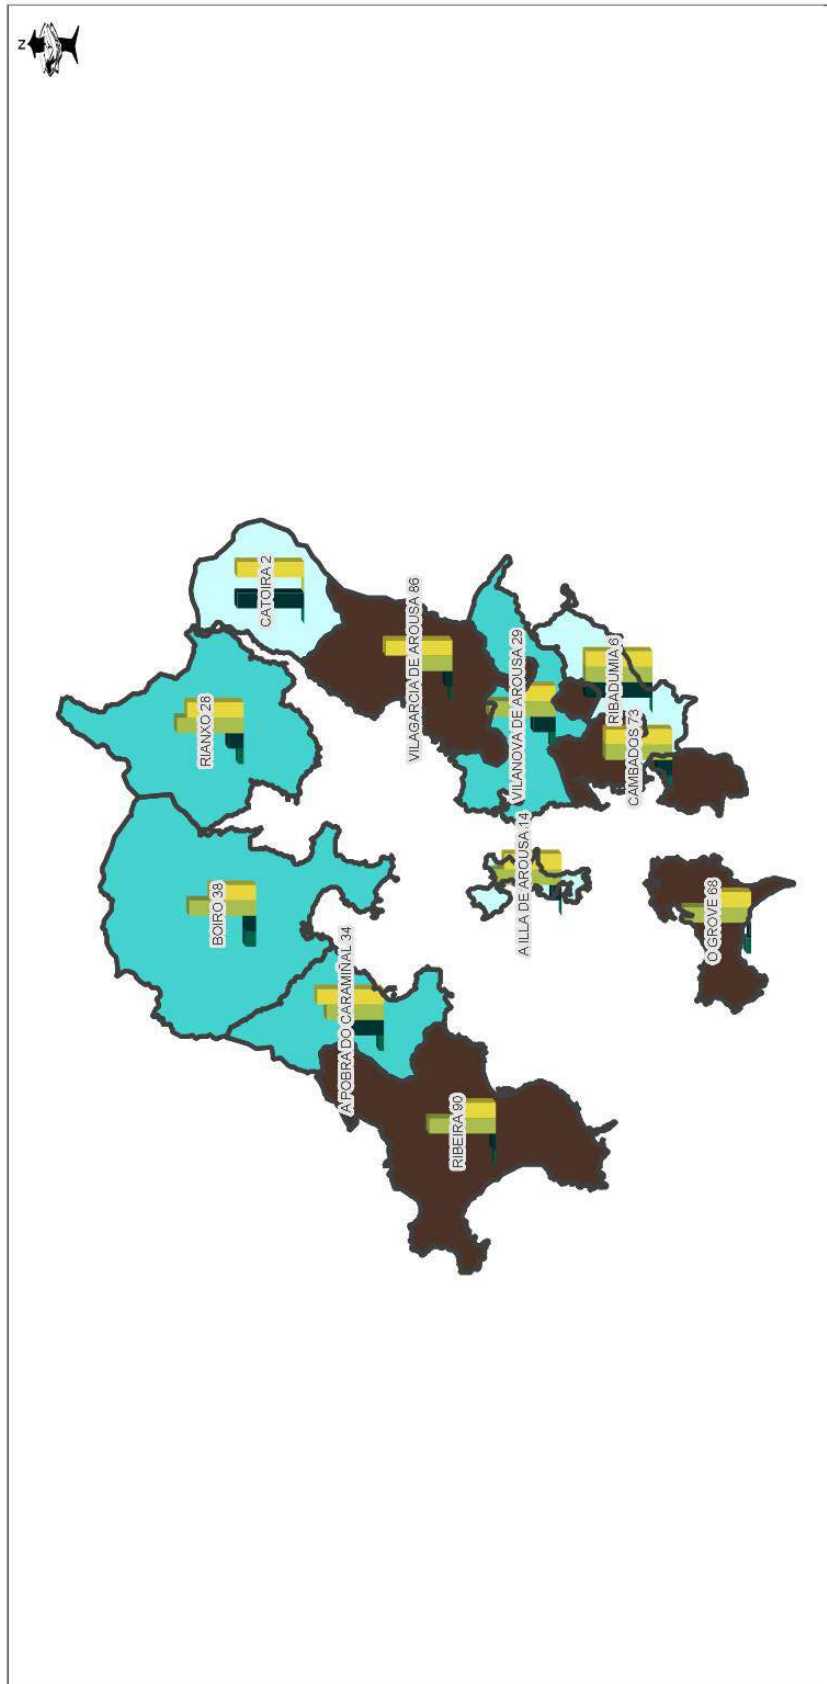 N
CATOIRA 2
RIANXO 28
VILAGARCIA DE AROUSA 86
VILANOVA DE AROUSA 29
RIBADUMIA 6
CAMBADOS 73
BOIRO 38
A ILLA DE AROUSA 14
O GROVE 68
A POBRA DO CARAMIÑAL 34
RIBEIRA 90